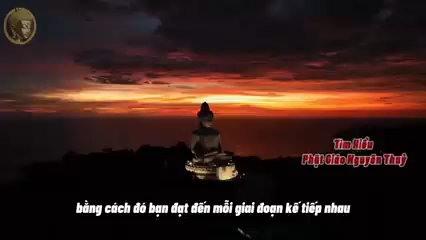 Tìm Hiểu
Phật Giáo Nguyên Thuỷ
bằng cách đó bạn đạt đến mỗi giai đoạn kế tiếp nhau